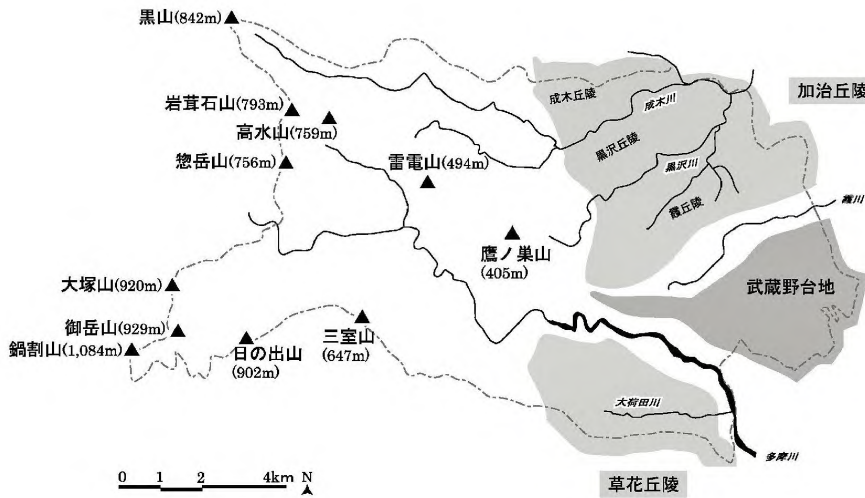 黒山(842m)
岩茸石山(793m)
高水山(759m)
惣岳山(756m)
雷電山(494m)
成木丘陵
成木川
加治丘陵
黒沢丘陵
黒沢川
霞丘陵
霞川
鷹ノ巣山
(405m)
武蔵野台地
大塚山(920m)
御岳山(929m)
鍋割山(1,084m)
日の出山
(902m)
三室山
(647m)
大荷田川
多摩川
草花丘陵
0 1 2 4km N